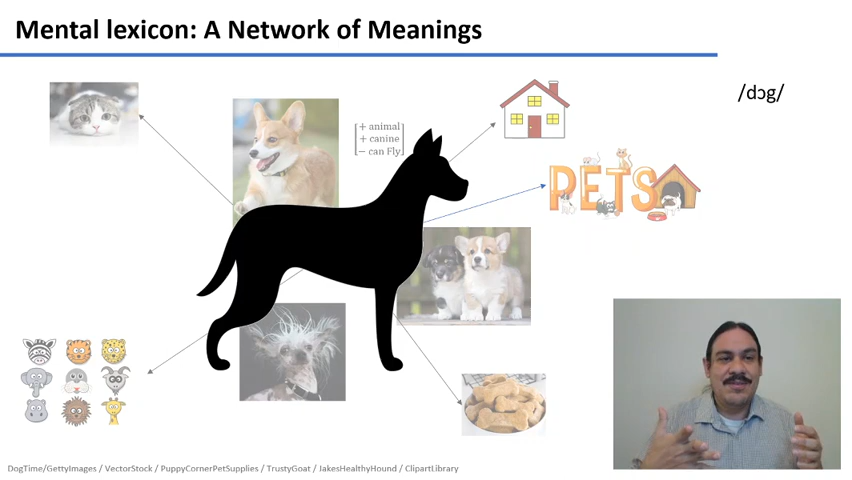 Mental lexicon: A Network of Meanings
/dɔg/
+ animal
+ canine
− can Fly
PETS
DogTime/GettyImages / VectorStock / PuppyCornerPetSupplies / TrustyGoat / JakesHealthyHound / ClipartLibrary